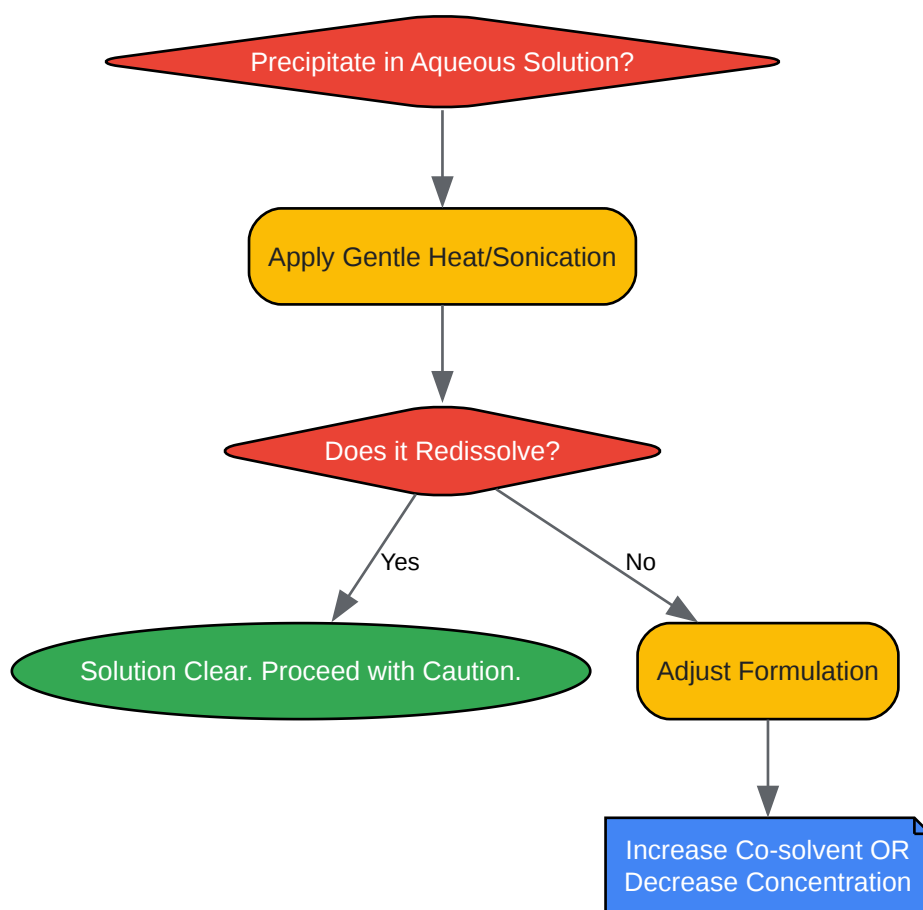 Precipitate in Aqueous Solution?
Apply Gentle Heat/Sonication
Does it Redissolve?
Yes
No
Solution Clear. Proceed with Caution.
Adjust Formulation
Increase Co-solvent OR
Decrease Concentration